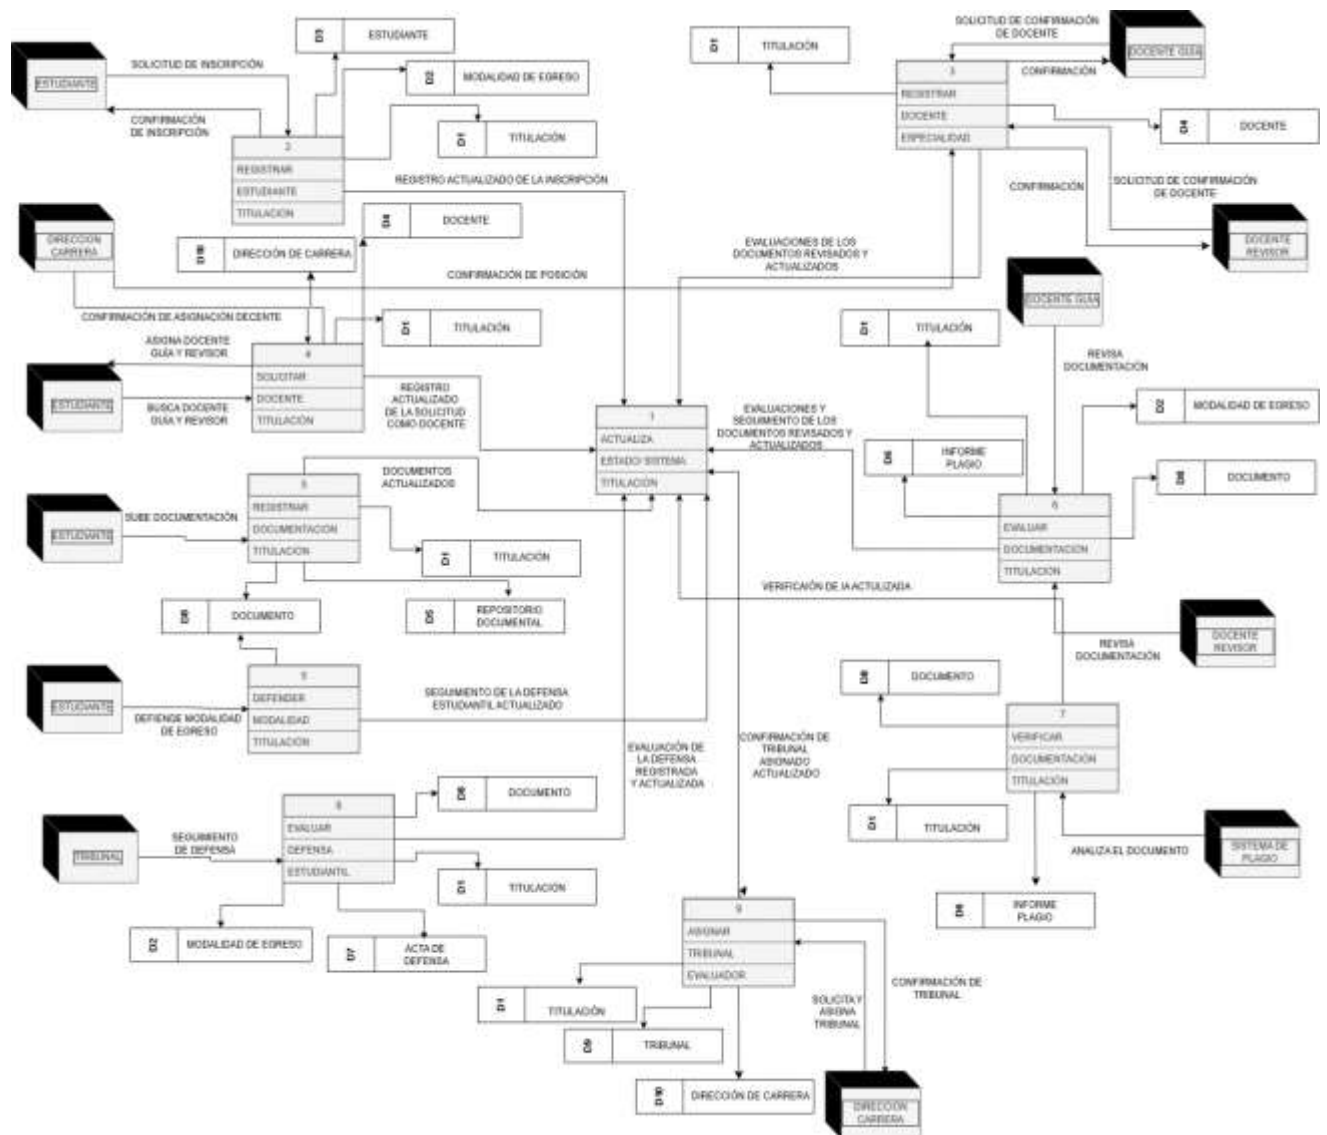 D3
ESTUDIANTE
SOLICITUD DE INSCRIPCIÓN
ESTUDIANTE
D2
MODALIDAD DE EGRESO
CONFIRMACIÓN
DE INSCRIPCIÓN
D1
TITULACIÓN
2
REGISTRAR
ESTUDIANTE
TITULACION
REGISTRO ACTUALIZADO DE LA INSCRIPCIÓN
D1
TITULACIÓN
SOLICITUD DE CONFIRMACIÓN
DE DOCENTE
DOCENTE GUÍA
CONFIRMACIÓN
3
REGISTRAR
DOCENTE
ESPECIALIDAD
D4
DOCENTE
CONFIRMACIÓN
SOLICITUD DE CONFIRMACIÓN
DE DOCENTE
DOCENTE
REVISOR
DIRECCIÓN
CARRERA
D4
DOCENTE
D10
DIRECCIÓN DE CARRERA
CONFIRMACIÓN DE POSICIÓN
EVALUACIONES DE LOS
DOCUMENTOS REVISADOS Y
ACTUALIZADOS
CONFIRMACIÓN DE ASIGNACIÓN DECENTE
D1
TITULACIÓN
ASIGNA DOCENTE
GUÍA Y REVISOR
ESTUDIANTE
BUSCA DOCENTE
GUÍA Y REVISOR
4
SOLICITAR
DOCENTE
TITULACIÓN
REGISTRO
ACTUALIZADO
DE LA SOLICITUD
COMO DOCENTE
1
ACTUALIZA
ESTADO/SISTEMA
TITULACIÓN
EVALUACIONES Y
SEGUIMIENTO DE LOS
DOCUMENTOS REVISADOS Y
ACTUALIZADOS
DOCENTE GUÍA
D1
TITULACIÓN
REVISA
DOCUMENTACIÓN
D2
MODALIDAD DE EGRESO
D6
INFORME
PLAGIO
D8
DOCUMENTO
6
EVALUAR
DOCUMENTACIÓN
TITULACION
DOCUMENTOS
ACTUALIZADOS
5
REGISTRAR
DOCUMENTACIÓN
TITULACION
SUBE DOCUMENTACIÓN
ESTUDIANTE
D1
TITULACIÓN
D8
DOCUMENTO
D5
REPOSITORIO
DOCUMENTAL
VERIFICAIÓN DE IA ACTULIZADA
REVISA
DOCUMENTACIÓN
DOCENTE
REVISOR
ESTUDIANTE
DEFIENDE MODALIDAD
DE EGRESO
DEFENDER
MODALIDAD
TITULACIÓN
SEGUIMIENTO DE LA DEFENSA
ESTUDIANTIL ACTUALIZADO
D8
DOCUMENTO
7
VERIFICAR
DOCUMENTACIÓN
TITULACIÓN
D1
TITULACIÓN
ANALIZA EL DOCUMENTO
SISTEMA DE
PLAGIO
D6
INFORME
PLAGIO
EVALUACIÓN DE
LA DEFENSA
REGISTRADA
Y ACTUALIZADA
CONFIRMACIÓN DE
TRIBUNAL
ASIGNADO
ACTUALIZADO
TRIBUNAL
SEGUIMIENTO
DE DEFENSA
8
EVALUAR
DEFENSA
ESTUDIANTIL
DOCUMENTO
D1
TITULACIÓN
D2
MODALIDAD DE EGRESO
D7
ACTA DE
DEFENSA
9
ASIGNAR
TRIBUNAL
EVALUADOR
D1
TITULACIÓN
D9
TRIBUNAL
D10
DIRECCIÓN DE CARRERA
SOLICITA Y
ASIGNA
TRIBUNAL
CONFIRMACIÓN DE
TRIBUNAL
DIRECCIÓN
CARRERA